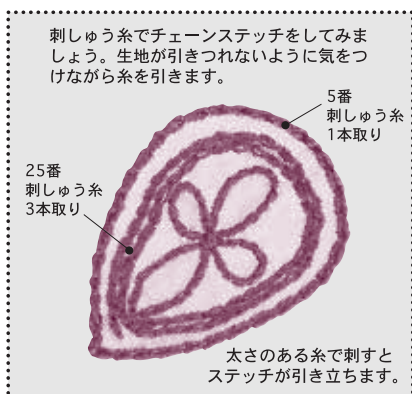 刺しゅう糸でチェーンステッチをしてみま
しょう。生地が引きつれないように気をつ
けながら糸を引きます。
5番
刺しゅう糸
1本取り
25番
刺しゅう糸
3本取り
太さのある糸で刺すと
ステッチが引き立ちます。